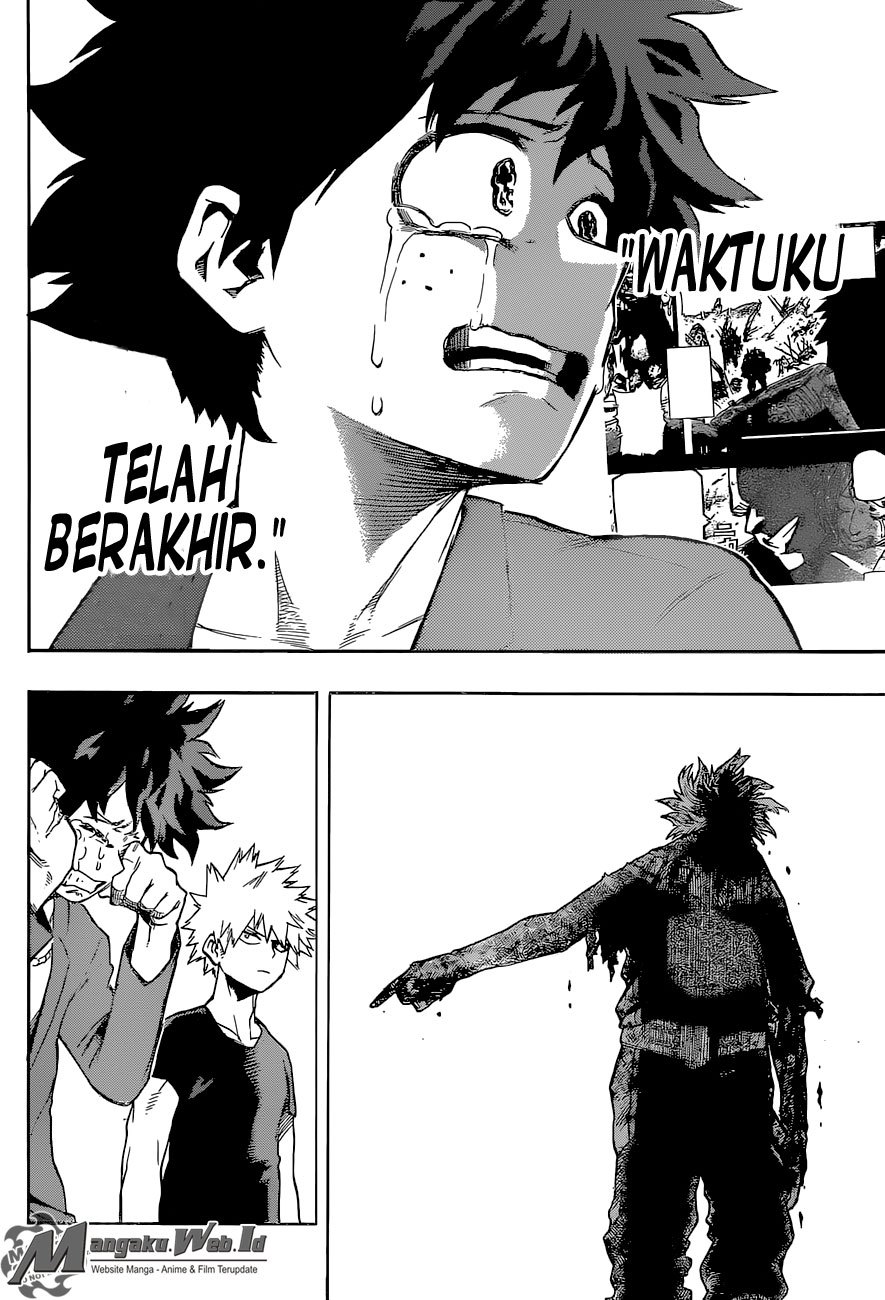 "WAKTUKU
TELAH
BERAKHIR."
Mangaku.Web.Id
Website Manga - Anime & Film Terupdate